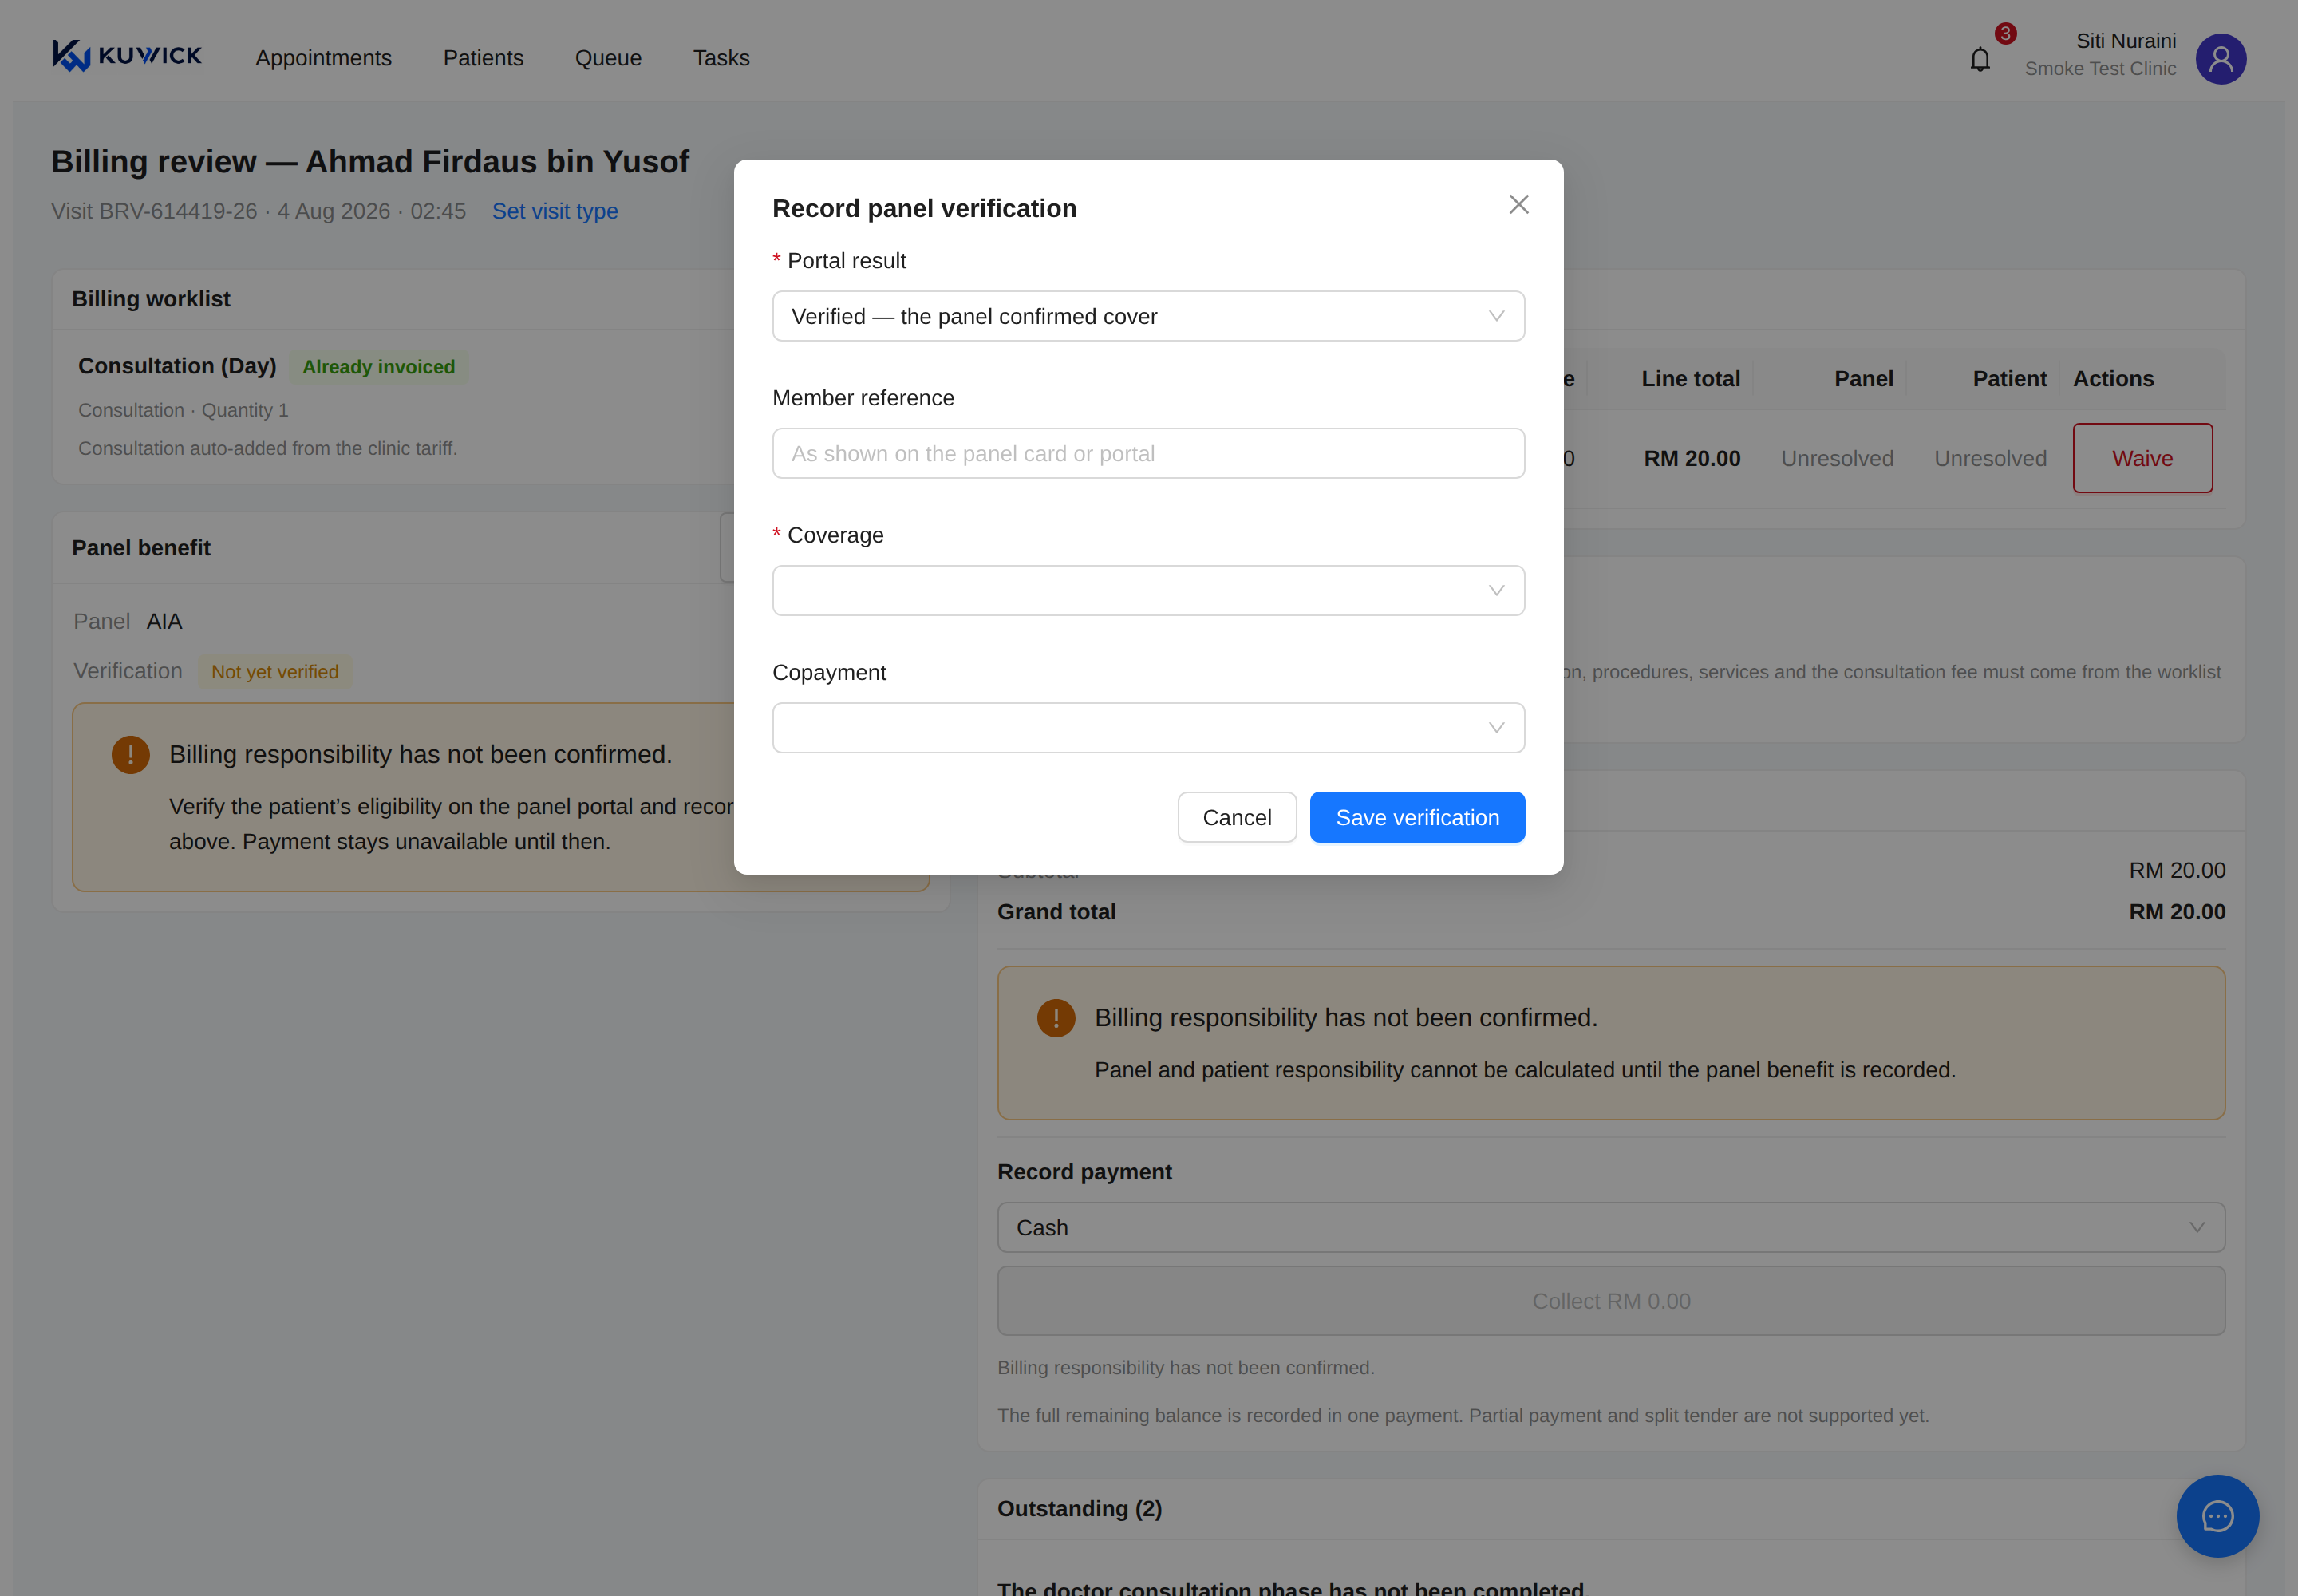 KUWICK
Appointments
Patients
Queue
Tasks
3
Siti Nuraini
Smoke Test Clinic
Billing review — Ahmad Firdaus bin Yusof
Visit BRV-614419-26 · 4 Aug 2026 · 02:45
Set visit type
Billing worklist
Consultation (Day)
Already invoiced
Consultation · Quantity 1
Consultation auto-added from the clinic tariff.
Panel benefit
Panel AIA
Verification Not yet verified
Billing responsibility has not been confirmed.
Verify the patient’s eligibility on the panel portal and recor
above. Payment stays unavailable until then.
Record panel verification
* Portal result
Verified — the panel confirmed cover
Member reference
As shown on the panel card or portal
* Coverage
Copayment
Cancel
Save verification
e
Line total
Panel
Patient
Actions
0
RM 20.00
Unresolved
Unresolved
Waive
on, procedures, services and the consultation fee must come from the worklist
RM 20.00
Grand total
RM 20.00
Billing responsibility has not been confirmed.
Panel and patient responsibility cannot be calculated until the panel benefit is recorded.
Record payment
Cash
Collect RM 0.00
Billing responsibility has not been confirmed.
The full remaining balance is recorded in one payment. Partial payment and split tender are not supported yet.
Outstanding (2)
The doctor consultation phase has not been completed.